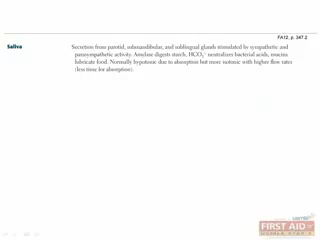 FA12, p. 347.2
Saliva
Secretion from parotid, submandibular, and sublingual glands stimulated by sympathetic and
parasympathetic activity. Amylase digests starch, HCO₃⁻ neutralizes bacterial acids, mucins
lubricate food. Normally hypotonic due to absorption but more isotonic with higher flow rates
(less time for absorption).
FIRST AID